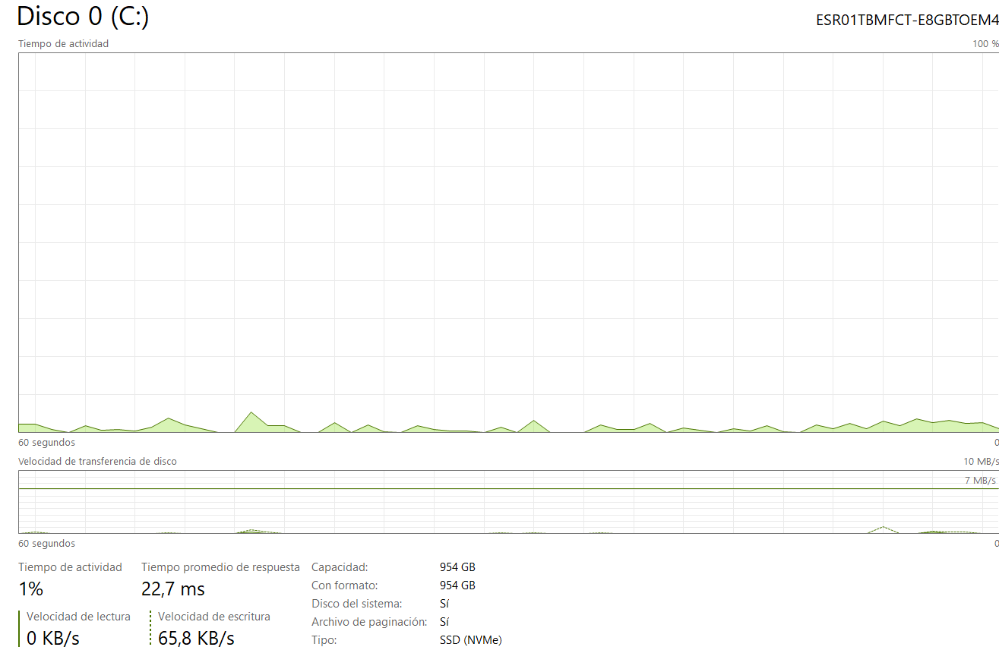 Disco 0 (C:)
ESR01TBMFCT-E8GBTOEM4
Tiempo de actividad
100 %
60 segundos
0
Velocidad de transferencia de disco
10 MB/s
7 MB/s
60 segundos
0
Tiempo de actividad
1%
Tiempo promedio de respuesta
22,7 ms
Velocidad de lectura
0 KB/s
Velocidad de escritura
65,8 KB/s
Capacidad: 954 GB
Con formato: 954 GB
Disco del sistema: Sí
Archivo de paginación: Sí
Tipo: SSD (NVMe)